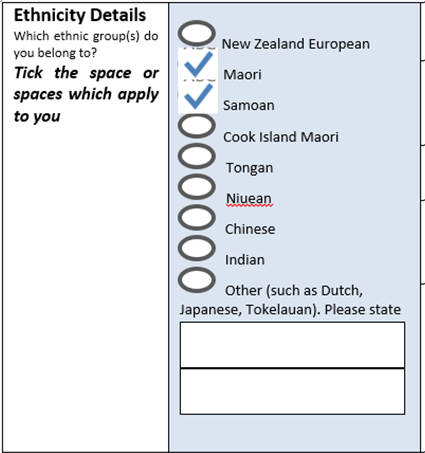 Ethnicity Details
Which ethnic group(s) do
you belong to?
Tick the space or
spaces which apply
to you
New Zealand European
Maori
Samoan
Cook Island Maori
Tongan
Niuean
Chinese
Indian
Other (such as Dutch,
Japanese, Tokelauan). Please state